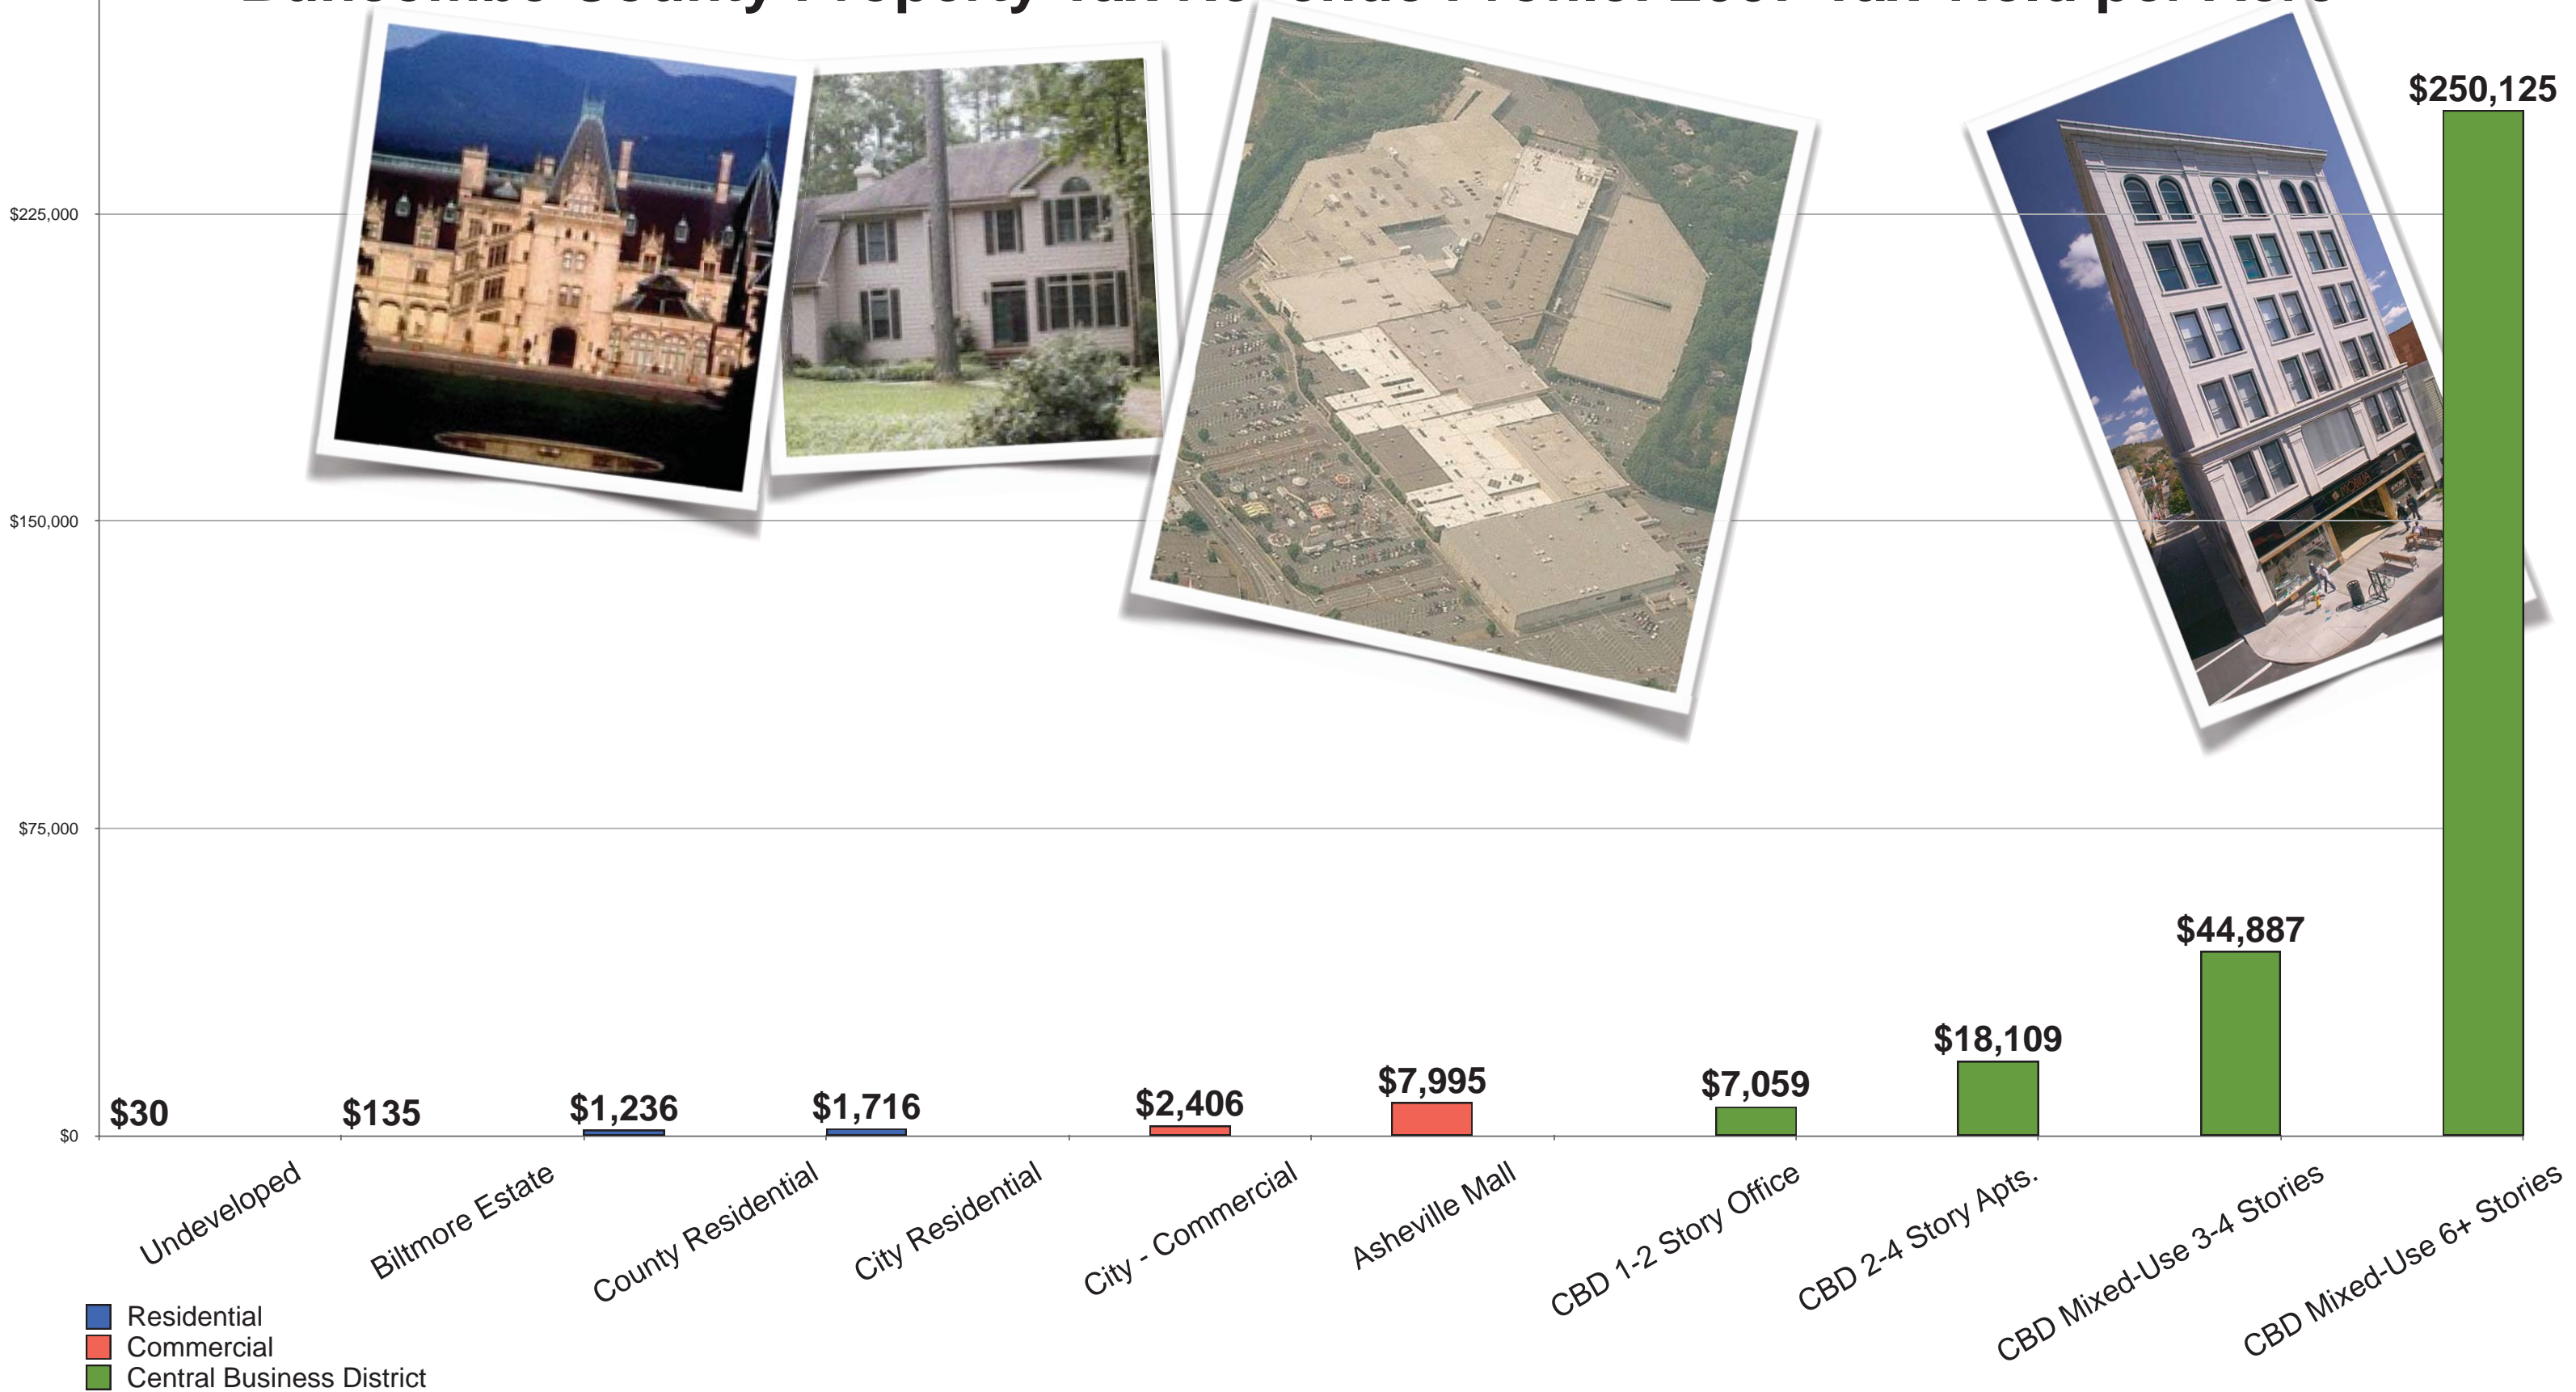 $250,125
$225,000
$150,000
$75,000
$44,887
$18,109
$7,995
$7,059
$2,406
$1,716
$1,236
$135
$30
$0
Undeveloped
Biltmore Estate
County Residential
City Residential
City - Commercial
Asheville Mall
CBD 1-2 Story Office
CBD 2-4 Story Apts.
CBD Mixed-Use 3-4 Stories
CBD Mixed-Use 6+ Stories
Residential
Commercial
Central Business District